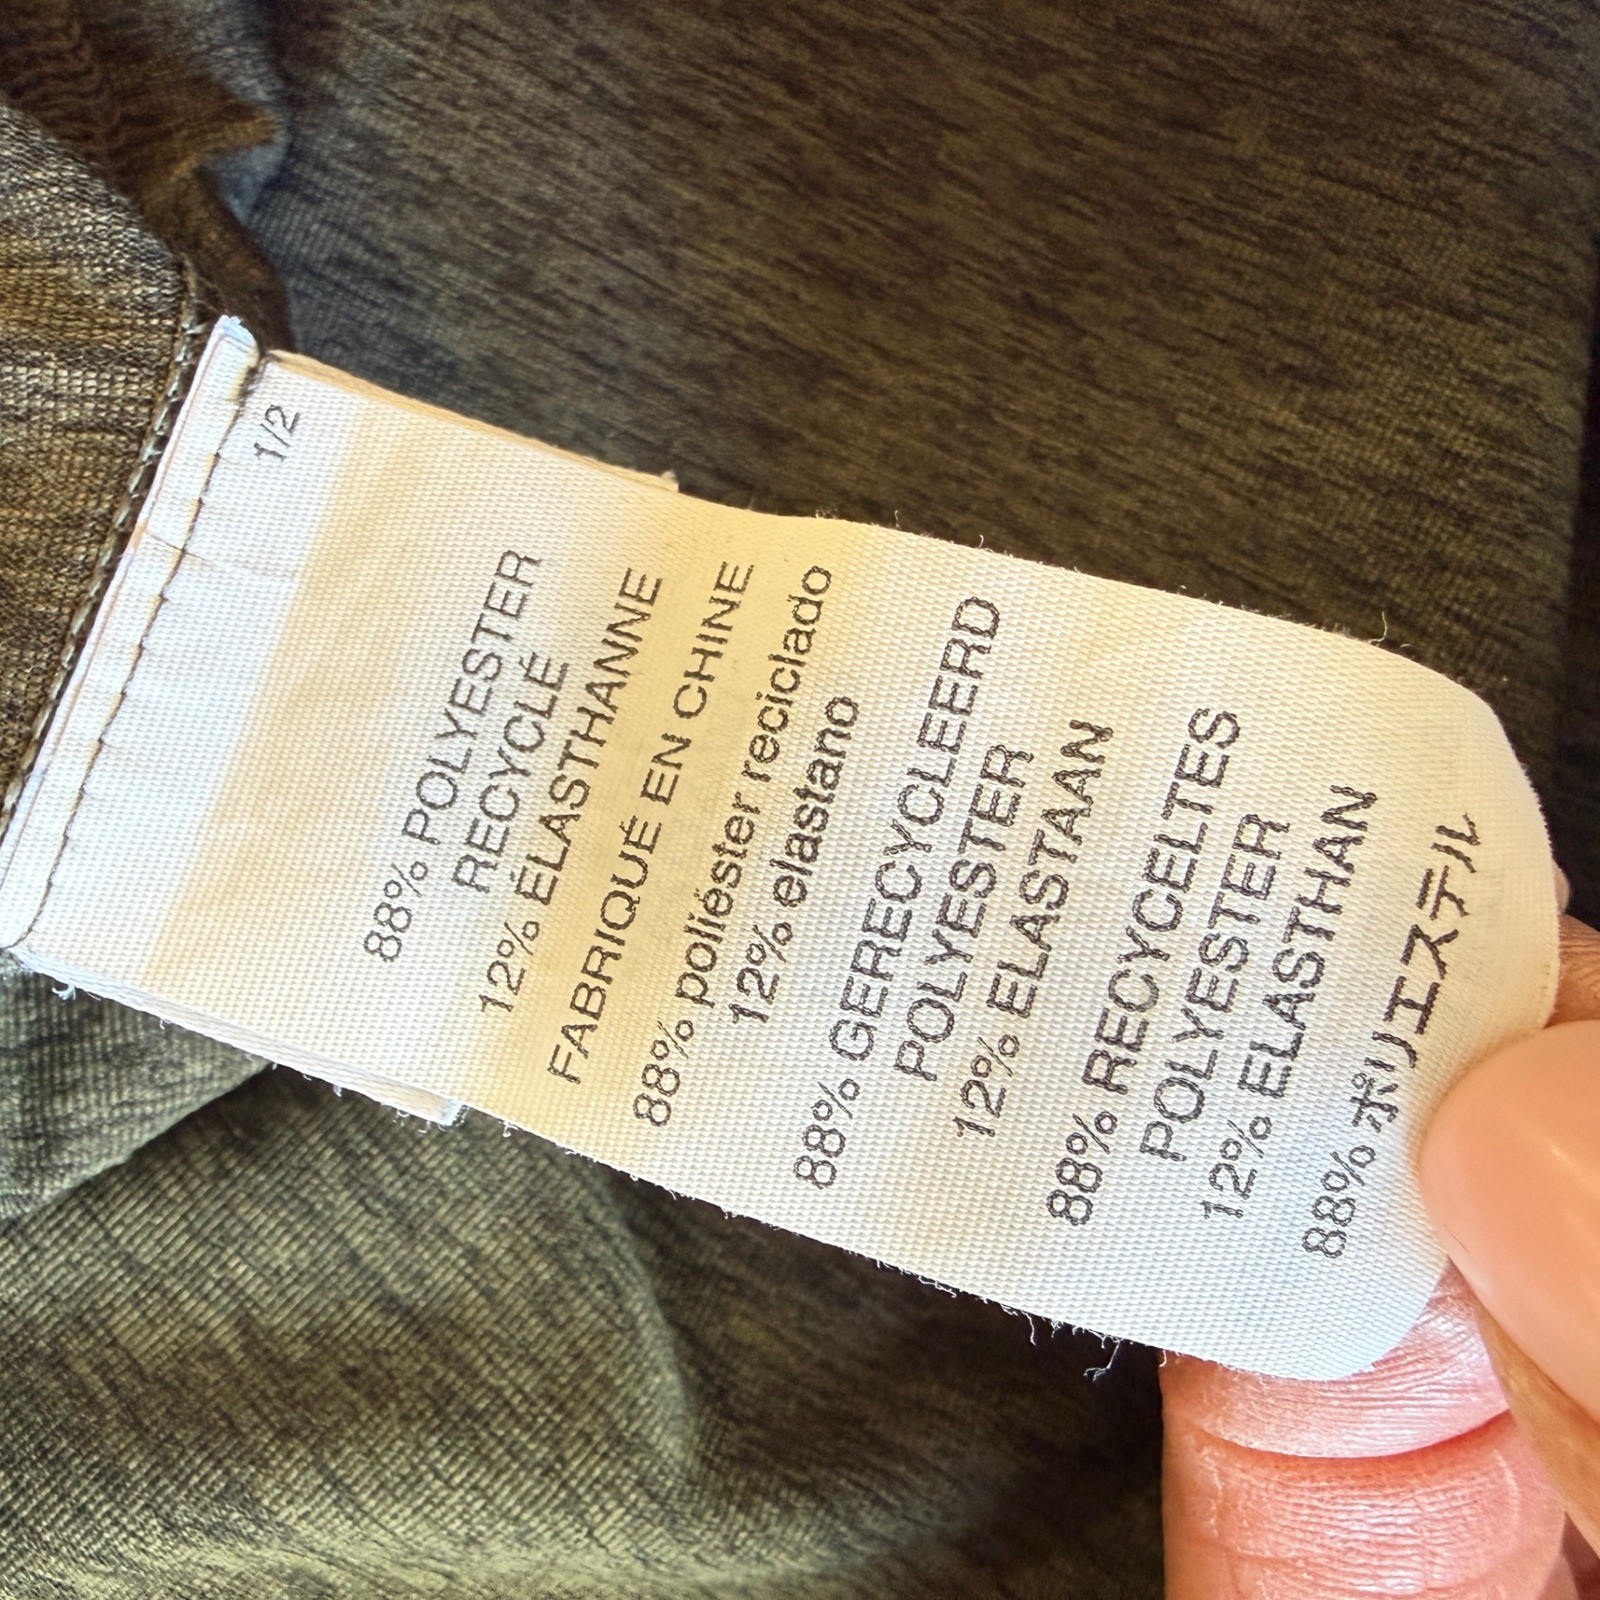 1/2
88% POLYESTER
RECYCLÉ
12% ÉLASTHANNE
FABRIQUÉ EN CHINE
88% poliéster reciclado
12% elastano
88% GERECYCLEERD
POLYESTER
12% ELASTAAN
88% RECYCELTES
POLYESTER
12% ELASTHAN
88% ポリエステル